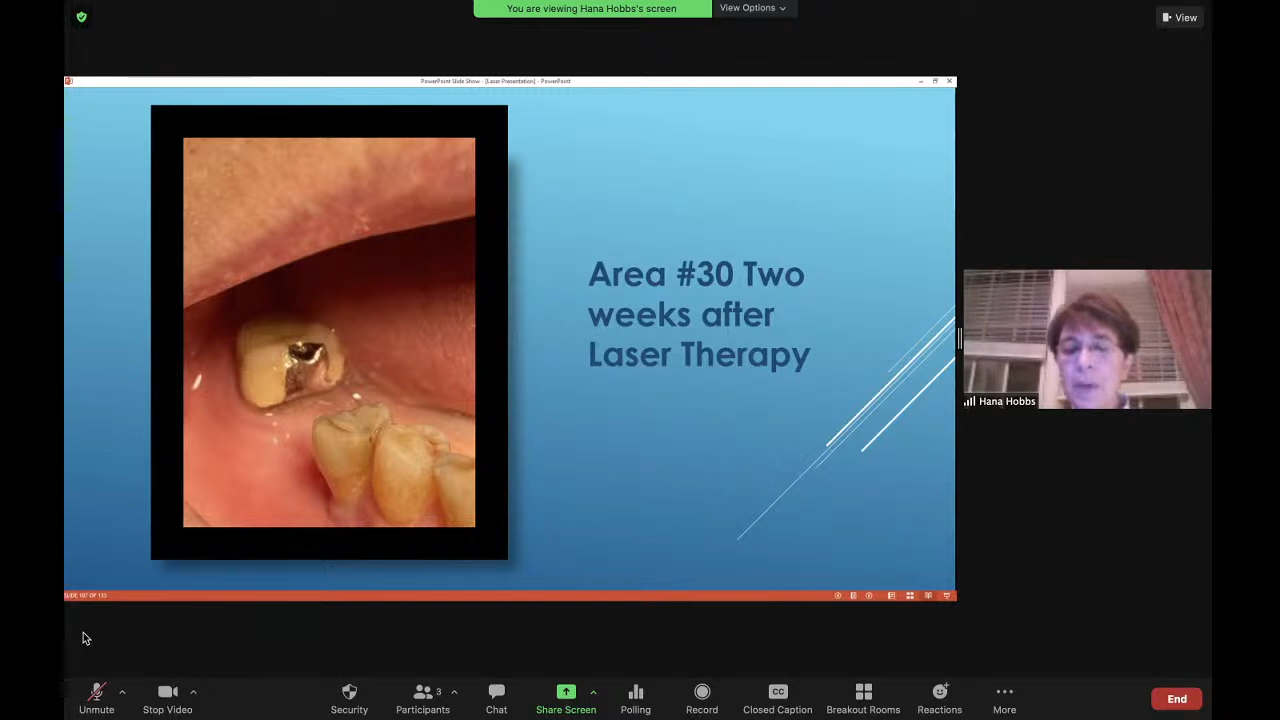 You are viewing Hana Hobbs's screen
View Options
View
PowerPoint Slide Show - [Laser Presentation] - PowerPoint
Area #30 Two
weeks after
Laser Therapy
Hana Hobbs
SLIDE 107 OF 133
Unmute
Stop Video
Security
3
Participants
Chat
Share Screen
Polling
Record
CC
Closed Caption
Breakout Rooms
Reactions
More
End